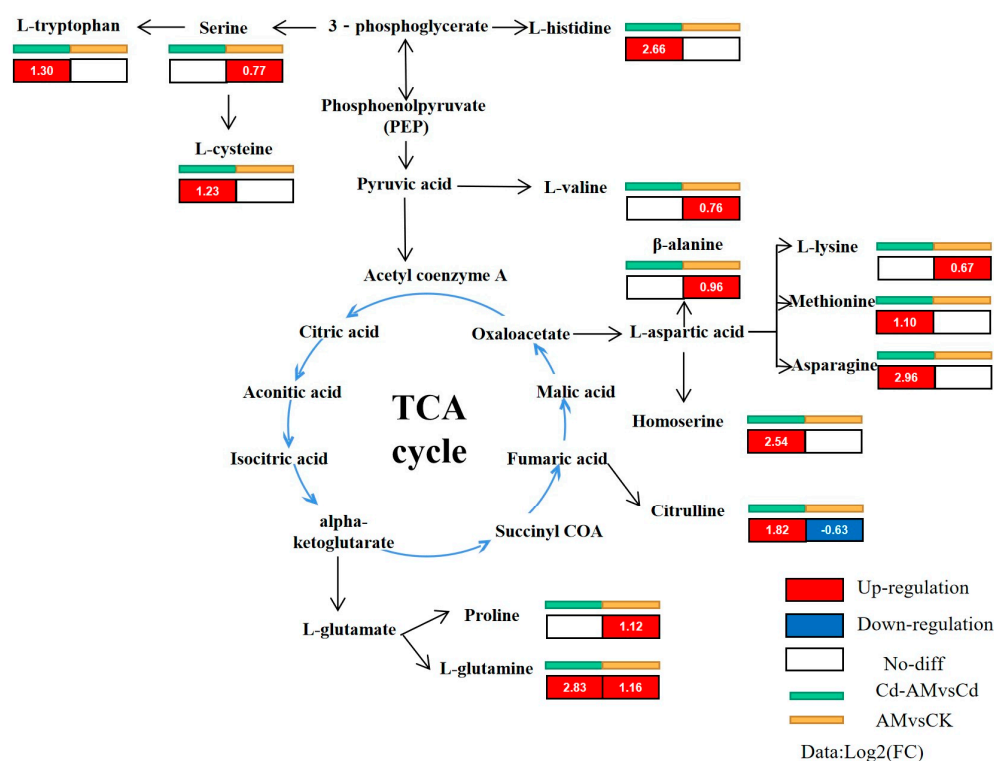 L-tryptophan
Serine
3 - phosphoglycerate
L-histidine
1.30
0.77
2.66
Phosphoenolpyruvate
(PEP)
L-cysteine
1.23
Pyruvic acid
L-valine
0.76
β-alanine
0.96
L-lysine
0.67
Acetyl coenzyme A
Methionine
1.10
Citric acid
Oxaloacetate
L-aspartic acid
Asparagine
2.96
Aconitic acid
TCA
cycle
Malic acid
Homoserine
2.54
Isocitric acid
Fumaric acid
Citrulline
1.82
-0.63
alpha-
ketoglutarate
Succinyl COA
L-glutamate
Proline
1.12
L-glutamine
2.83
1.16
Up-regulation
Down-regulation
No-diff
Cd-AMvsCd
AMvsCK
Data:Log2(FC)